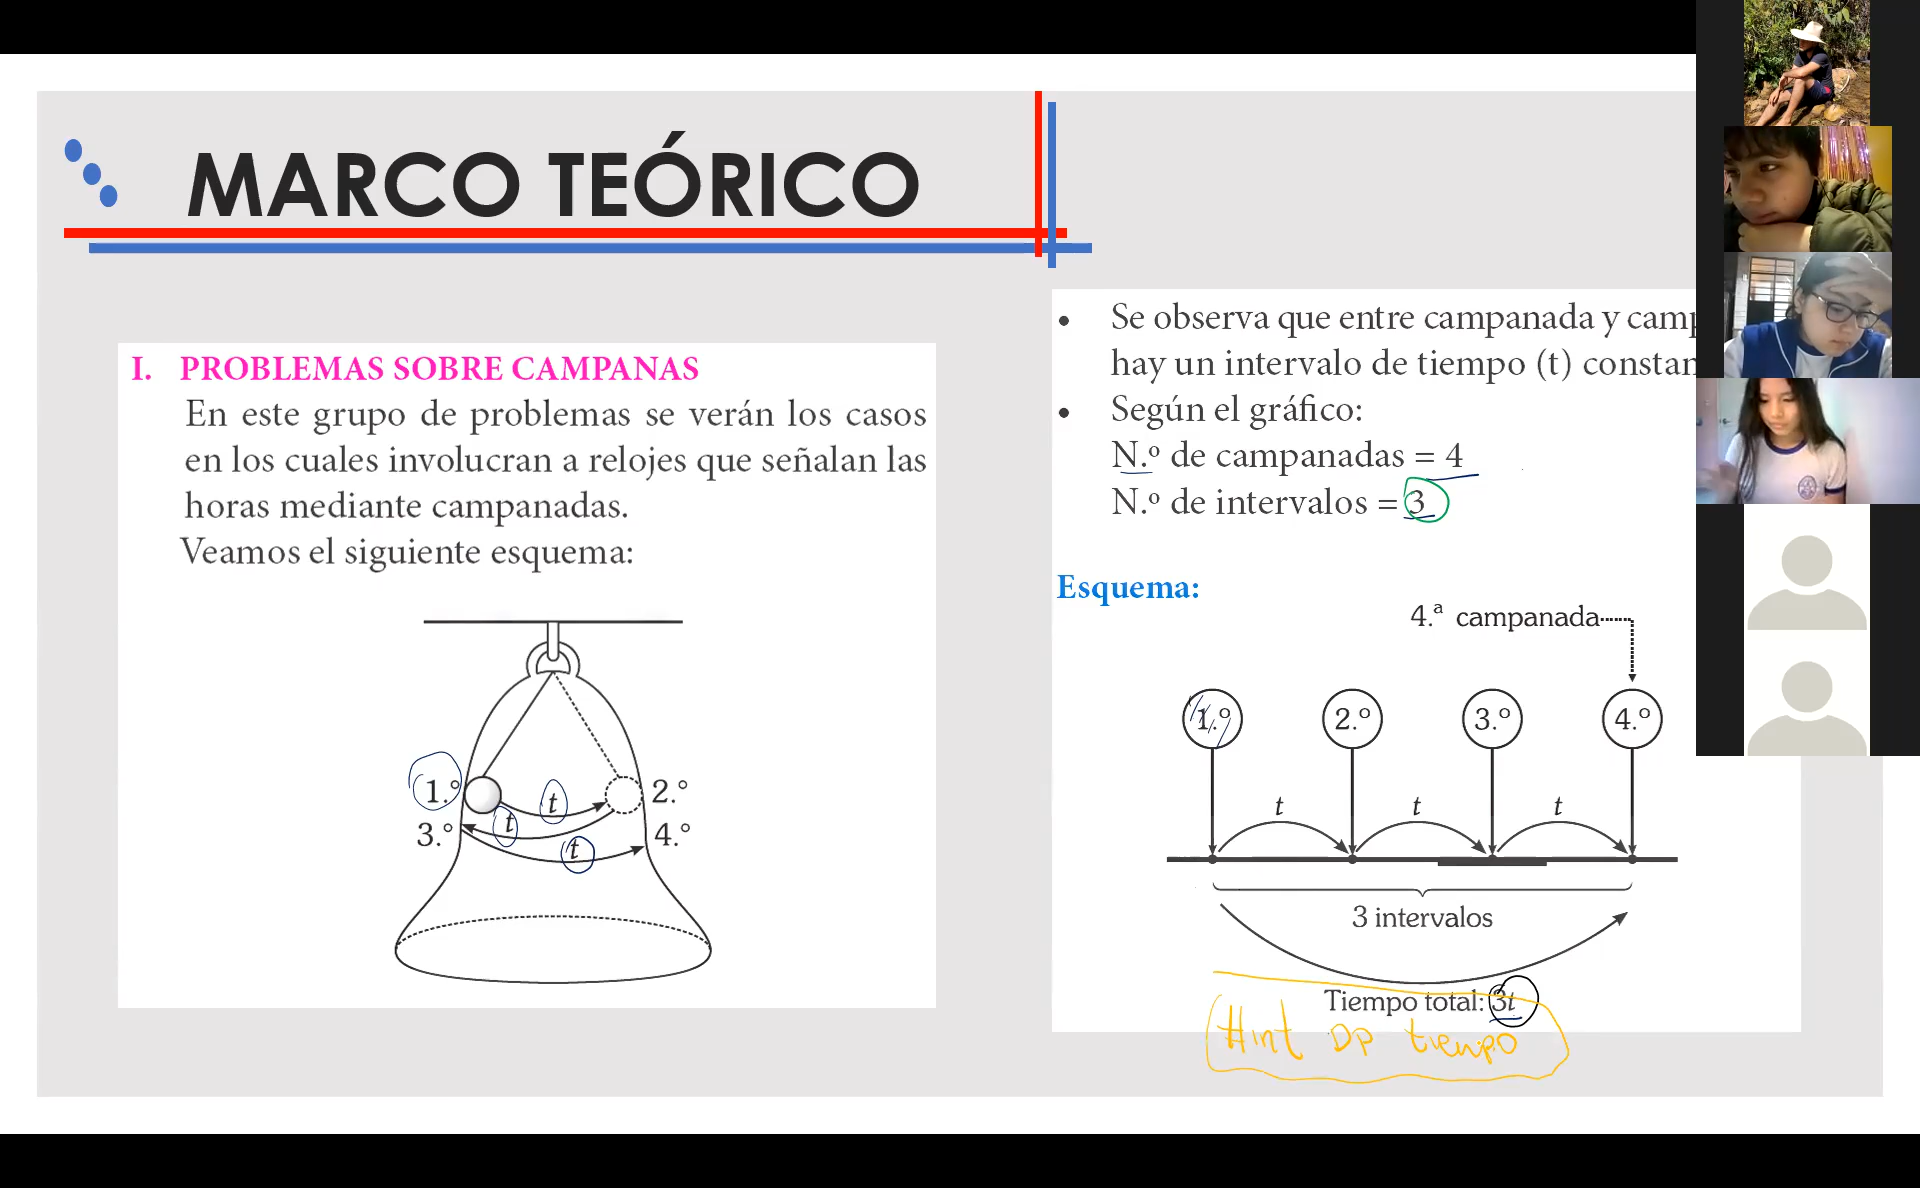 MARCO TEÓRICO
I. PROBLEMAS SOBRE CAMPANAS
En este grupo de problemas se verán los casos
en los cuales involucran a relojes que señalan las
horas mediante campanadas.
Veamos el siguiente esquema:
1.º
2.º
3.º
4.º
t
t
t
• Se observa que entre campanada y camp
hay un intervalo de tiempo (t) constan
• Según el gráfico:
N.º de campanadas = 4
N.º de intervalos = 3
Esquema:
4.ª campanada
1.º 2.º 3.º 4.º
t t t
3 intervalos
Tiempo total: 3t
#int Dp tiempo